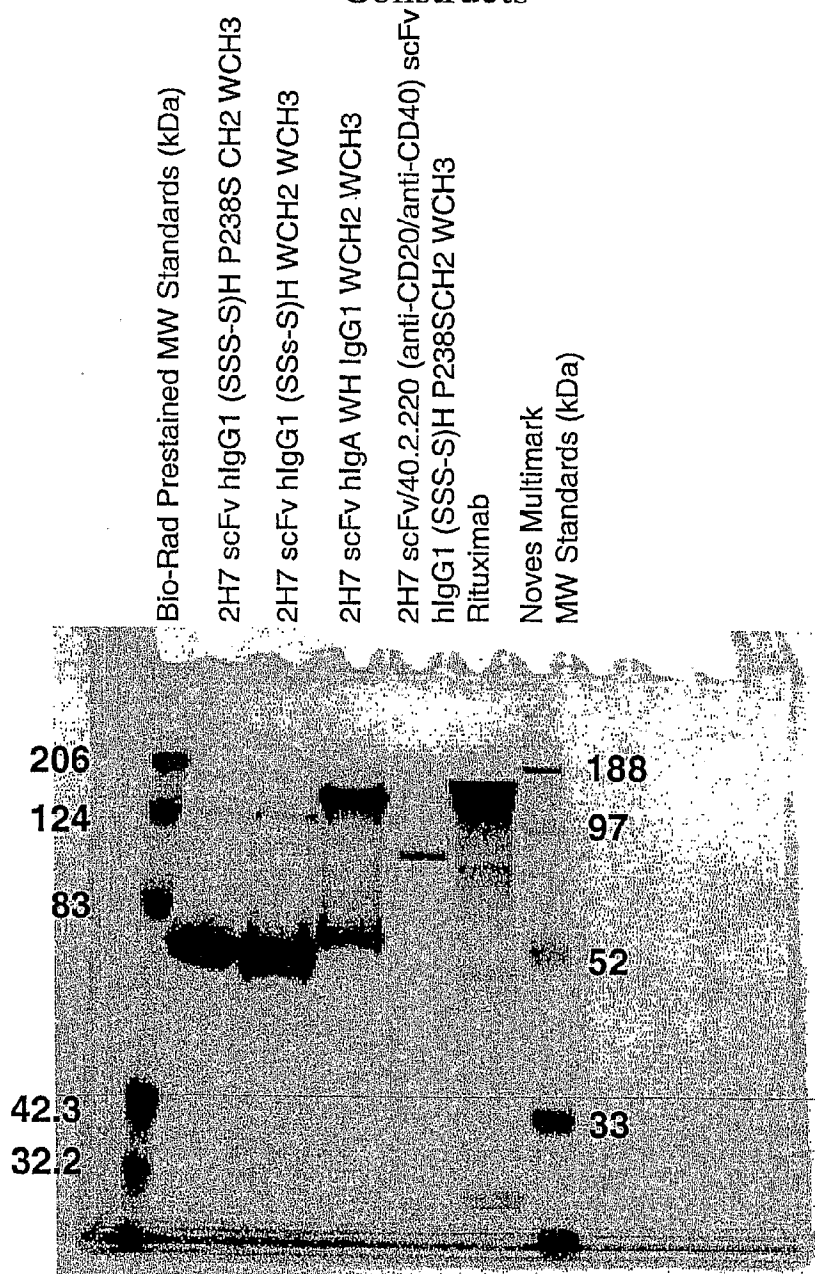 Constructs
Bio-Rad Prestained MW Standards (kDa)
2H7 scFv hIgG1 (SSS-S)H P238S CH2 WCH3
2H7 scFv hIgG1 (SSs-S)H WCH2 WCH3
2H7 scFv hIgA WH IgG1 WCH2 WCH3
2H7 scFv/40.2.220 (anti-CD20/anti-CD40) scFv
hIgG1 (SSS-S)H P238SCH2 WCH3
Rituximab
Noves Multimark
MW Standards (kDa)
206
124
83
42.3
32.2
188
97
52
33